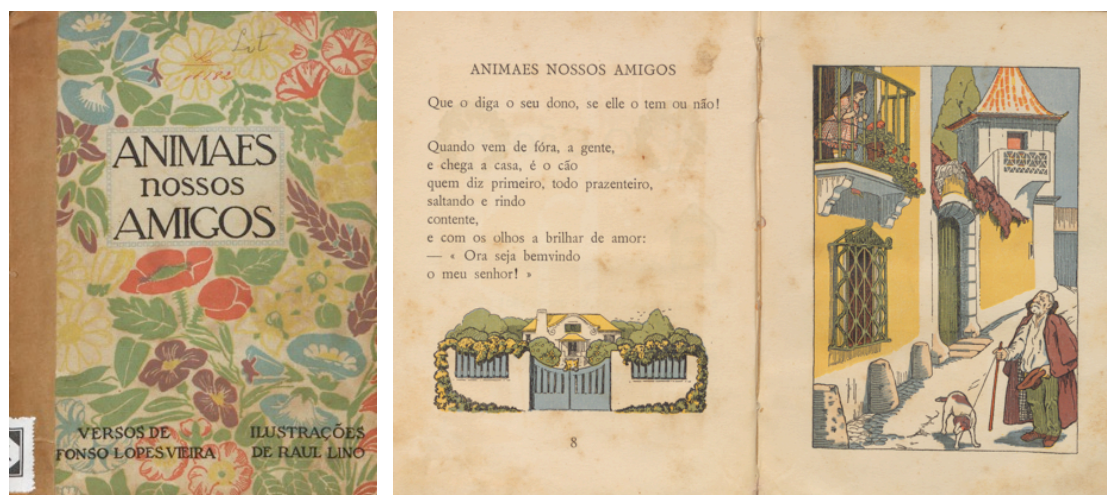 Lit
ANIMAES
NOSSOS
AMIGOS
VERSOS DE
FONSO LOPES VIEIRA
ILUSTRAÇÕES
DE RAUL LINO
ANIMAES NOSSOS AMIGOS
Que o diga o seu dono, se elle o tem ou não!
Quando vem de fóra, a gente,
e chega a casa, é o cão
quem diz primeiro, todo prazenteiro,
saltando e rindo
contente,
e com os olhos a brilhar de amor:
— « Ora seja bemvindo
o meu senhor! »
8